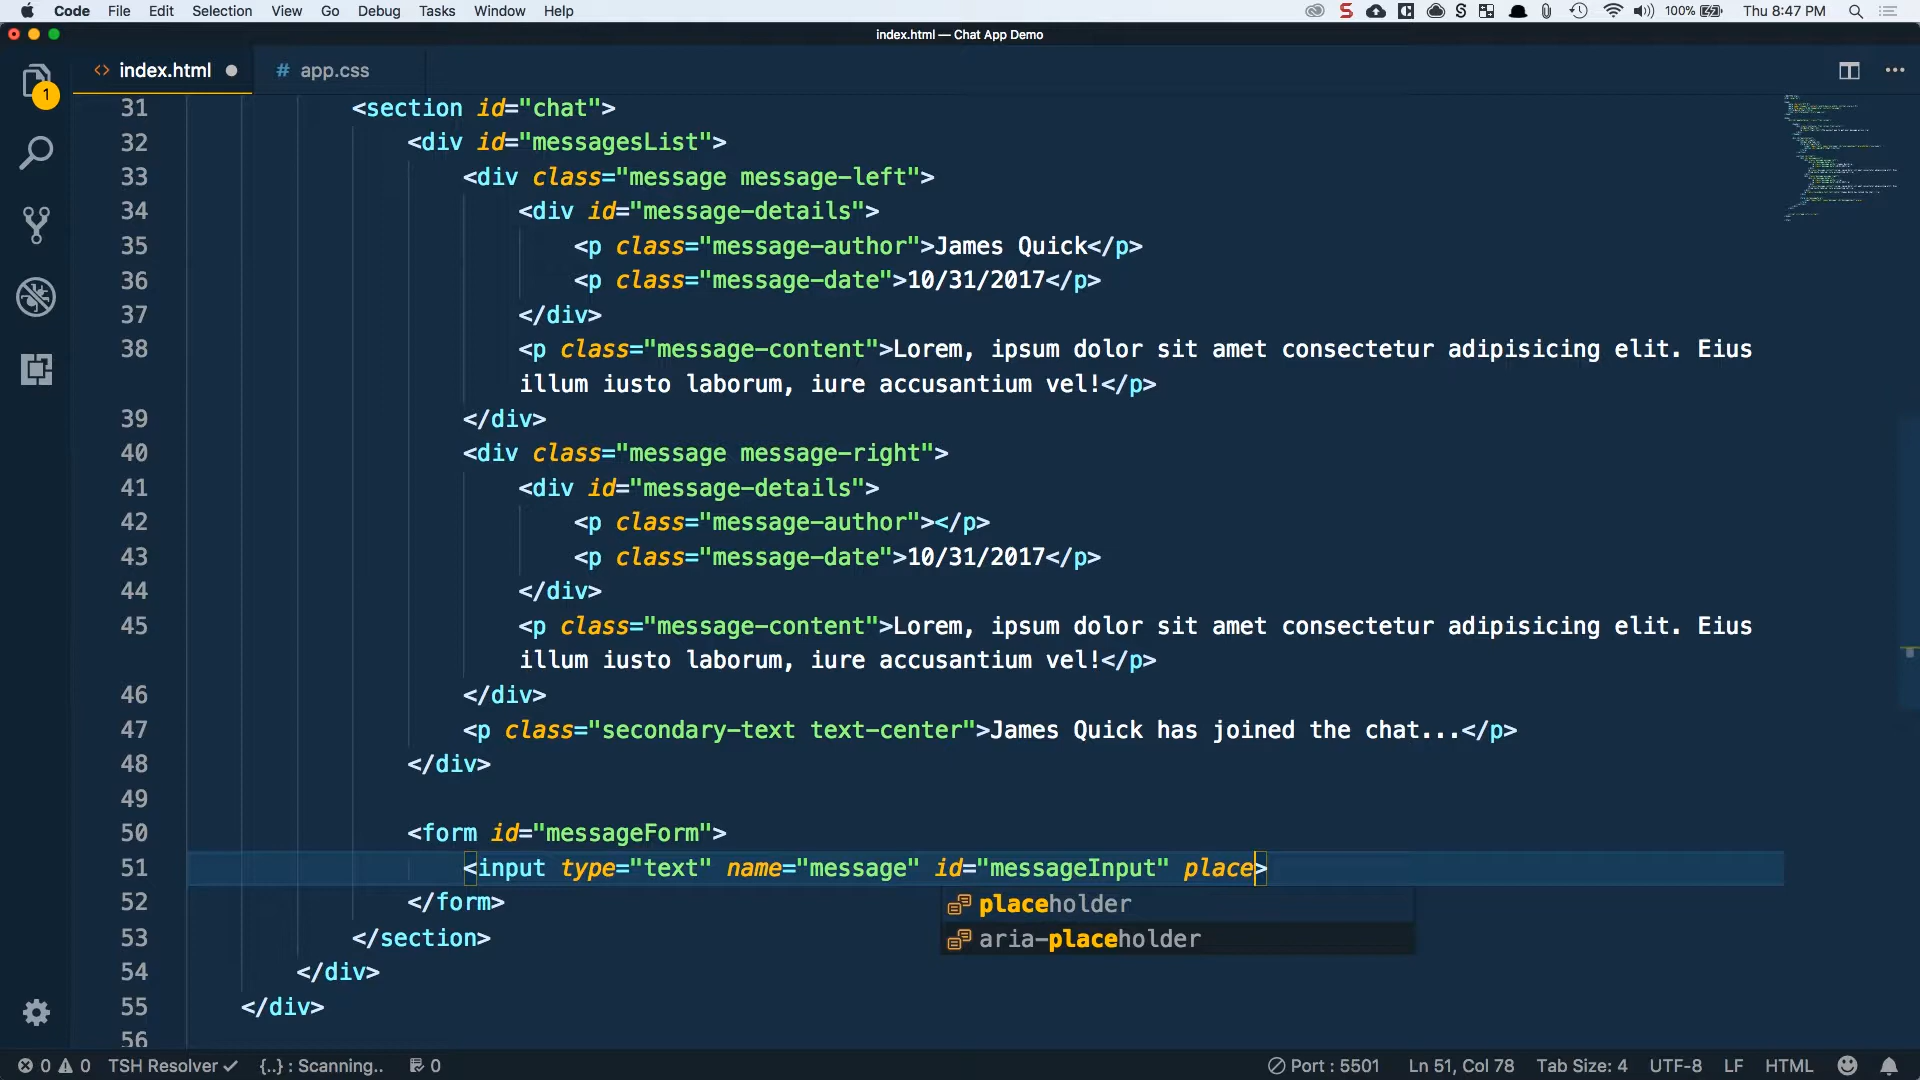 Code File Edit Selection View Go Debug Tasks Window Help 100% Thu 8:47 PM
index.html — Chat App Demo
1 <> index.html # app.css
31 <section id="chat">
32 <div id="messagesList">
33 <div class="message message-left">
34 <div id="message-details">
35 <p class="message-author">James Quick</p>
36 <p class="message-date">10/31/2017</p>
37 </div>
38 <p class="message-content">Lorem, ipsum dolor sit amet consectetur adipisicing elit. Eius
illum iusto laborum, iure accusantium vel!</p>
39 </div>
40 <div class="message message-right">
41 <div id="message-details">
42 <p class="message-author"></p>
43 <p class="message-date">10/31/2017</p>
44 </div>
45 <p class="message-content">Lorem, ipsum dolor sit amet consectetur adipisicing elit. Eius
illum iusto laborum, iure accusantium vel!</p>
46 </div>
47 <p class="secondary-text text-center">James Quick has joined the chat...</p>
48 </div>
49
50 <form id="messageForm">
51 <input type="text" name="message" id="messageInput" place>
52 </form>
placeholder
53 </section>
aria-placeholder
54 </div>
55 </div>
56
0 0 TSH Resolver {..} : Scanning.. 0 Port : 5501 Ln 51, Col 78 Tab Size: 4 UTF-8 LF HTML